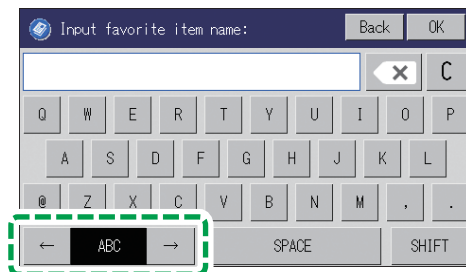 Input favorite item name: Back OK
× C
Q W E R T Y U I O P
A S D F G H J K L
@ Z X C V B N M , .
← ABC → SPACE SHIFT